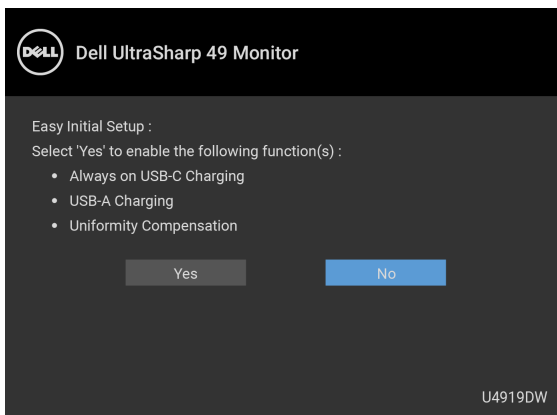 DELL
Dell UltraSharp 49 Monitor
Easy Initial Setup :
Select 'Yes' to enable the following function(s) :
• Always on USB-C Charging
• USB-A Charging
• Uniformity Compensation
Yes No
U4919DW